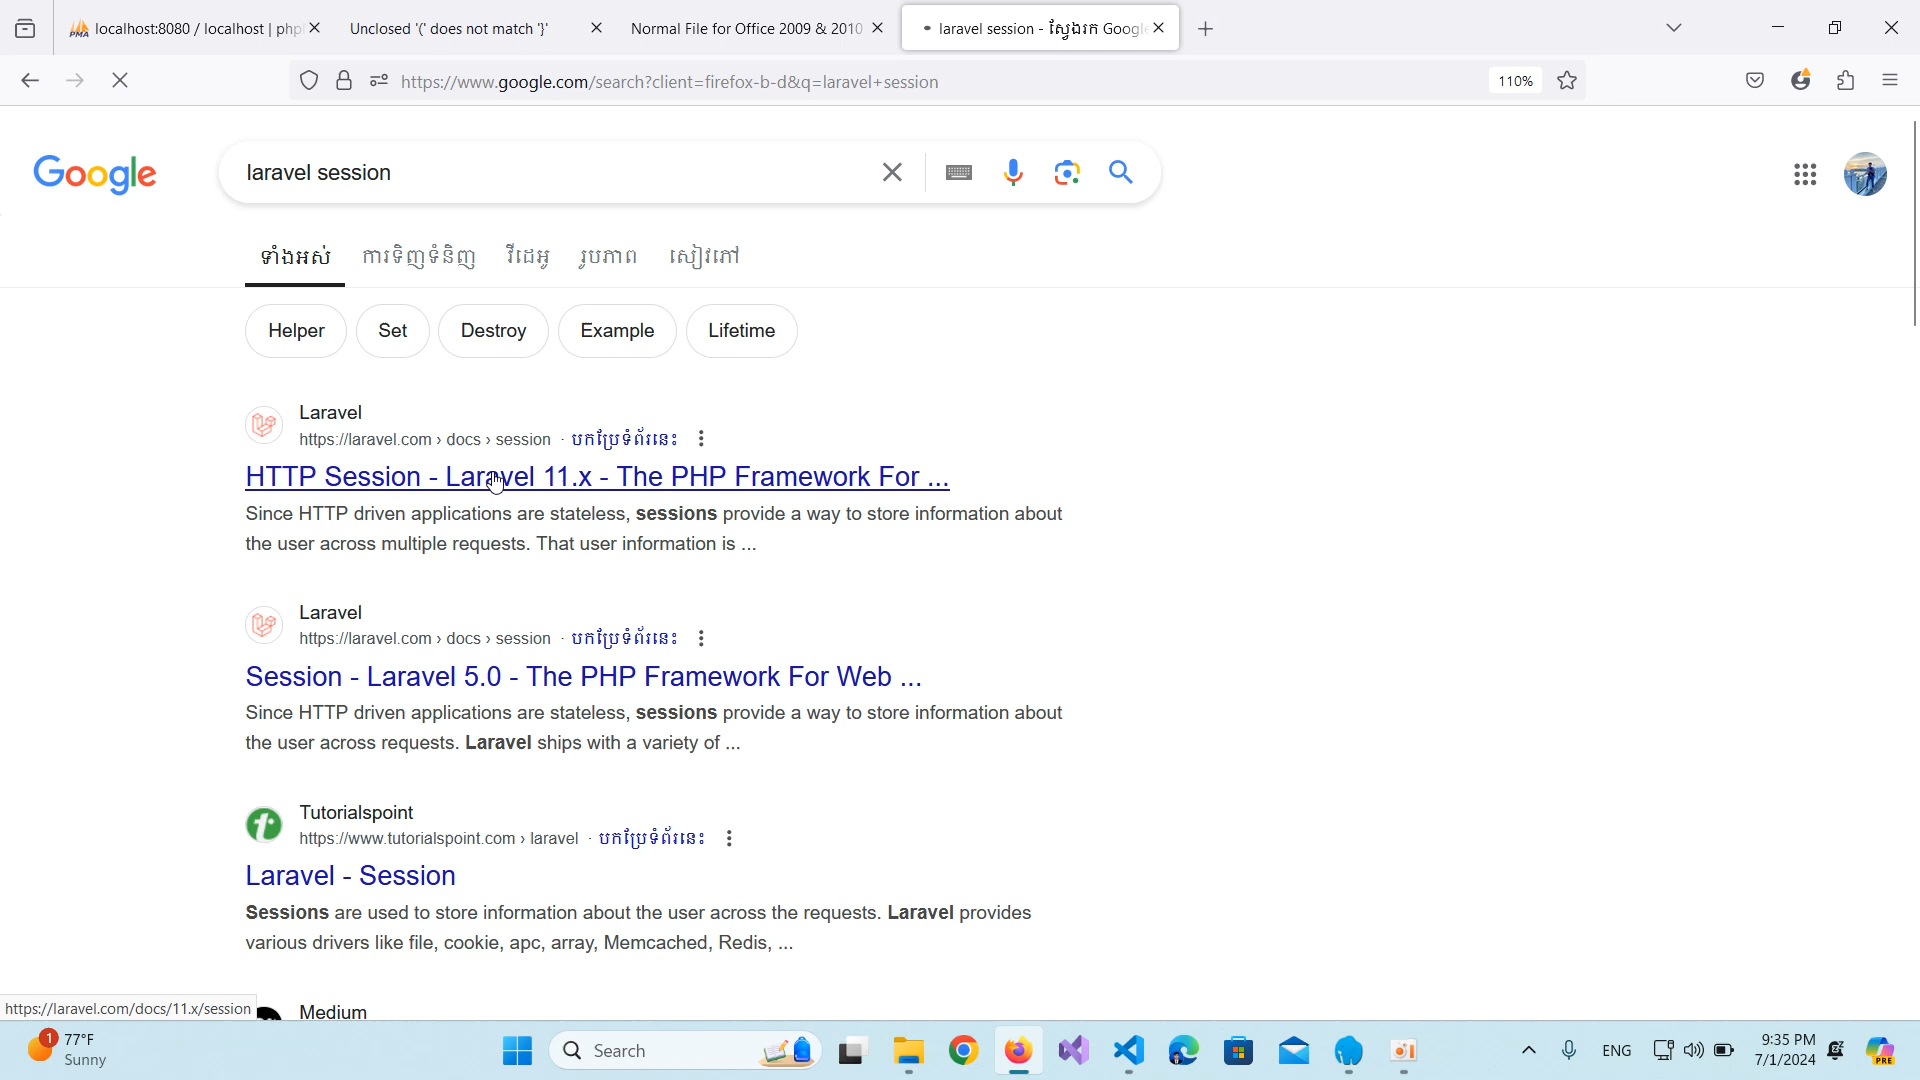 localhost:8080 / localhost | php
Unclosed '(' does not match '}'
Normal File for Office 2009 & 2010
laravel session - ស្វែងរក Google
https://www.google.com/search?client=firefox-b-d&q=laravel+session
110%
Google
laravel session
ទាំងអស់ ការទិញទំនិញ វីដេអូ រូបភាព សៀវភៅ
Helper Set Destroy Example Lifetime
Laravel
https://laravel.com › docs › session · បកប្រែទំព័រនេះ
HTTP Session - Laravel 11.x - The PHP Framework For ...
Since HTTP driven applications are stateless, sessions provide a way to store information about
the user across multiple requests. That user information is ...
Laravel
https://laravel.com › docs › session · បកប្រែទំព័រនេះ
Session - Laravel 5.0 - The PHP Framework For Web ...
Since HTTP driven applications are stateless, sessions provide a way to store information about
the user across requests. Laravel ships with a variety of ...
Tutorialspoint
https://www.tutorialspoint.com › laravel · បកប្រែទំព័រនេះ
Laravel - Session
Sessions are used to store information about the user across the requests. Laravel provides
various drivers like file, cookie, apc, array, Memcached, Redis, ...
Medium
https://laravel.com/docs/11.x/session
1
77°F
Sunny
Search
ENG
9:35 PM
7/1/2024
PRE